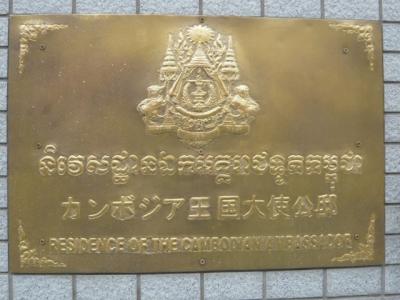 និវេសដ្ឋានឯកអគ្គរាជទូតកម្ពុជា
カンボジア王国大使公邸
RESIDENCE OF THE CAMBODIAN AMBASSADOR